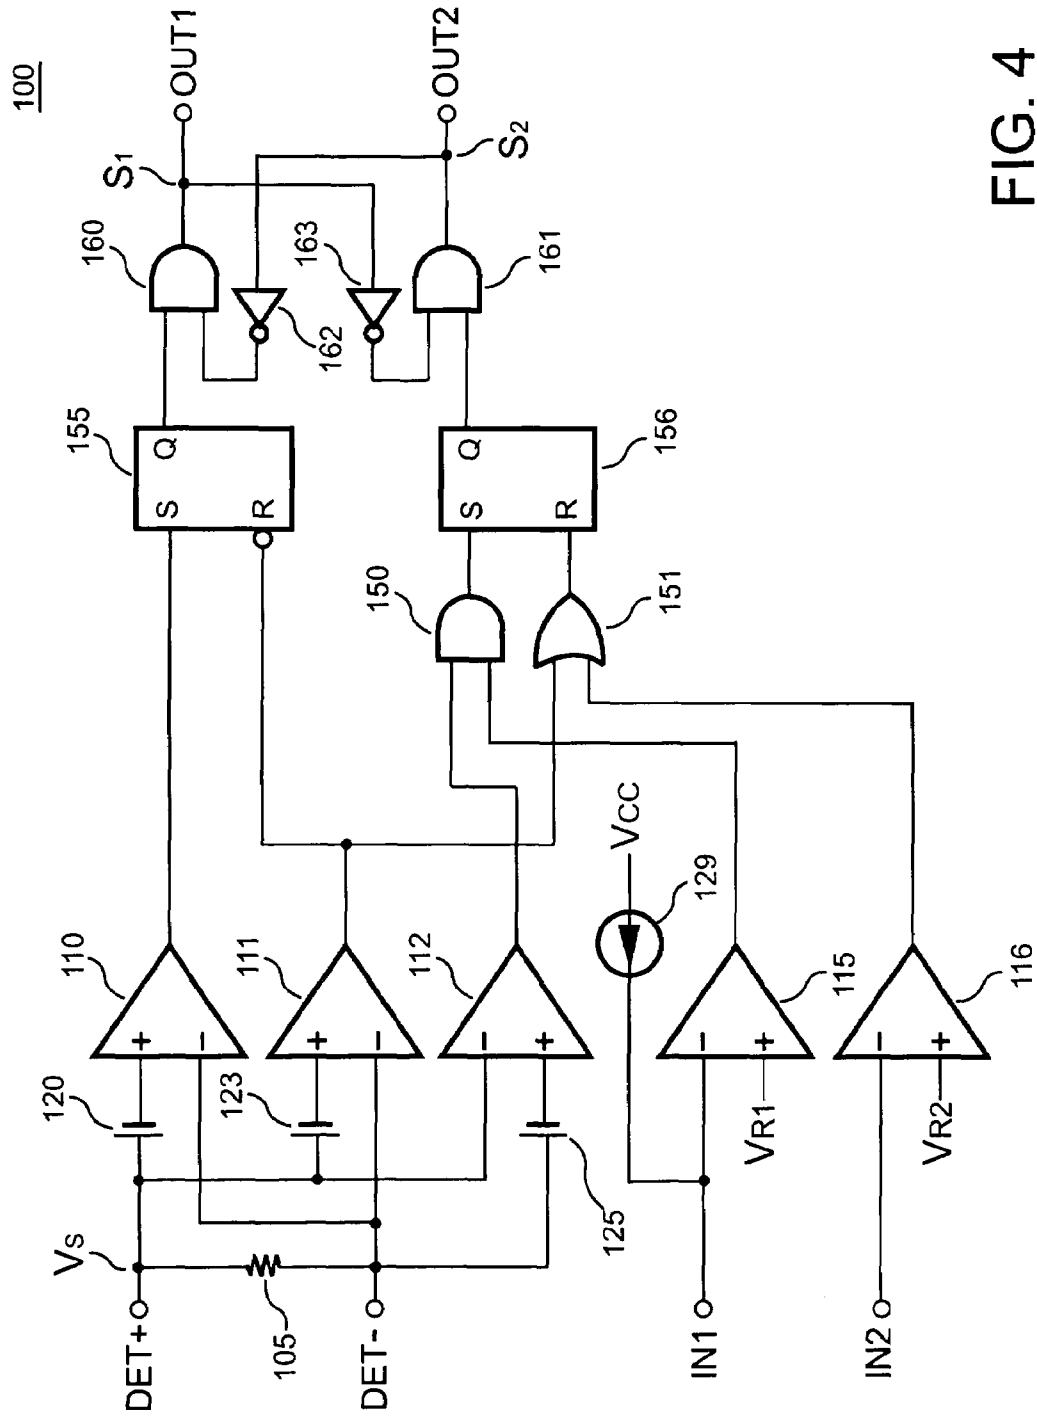 100
DET+
VS
120
110
+
−
155
S
Q
R
160
S1
OUT1
105
123
111
+
−
162
163
DET-
125
112
−
+
150
151
156
S
Q
R
161
S2
OUT2
VCC
129
IN1
−
+
VR1
115
IN2
−
+
VR2
116
FIG. 4